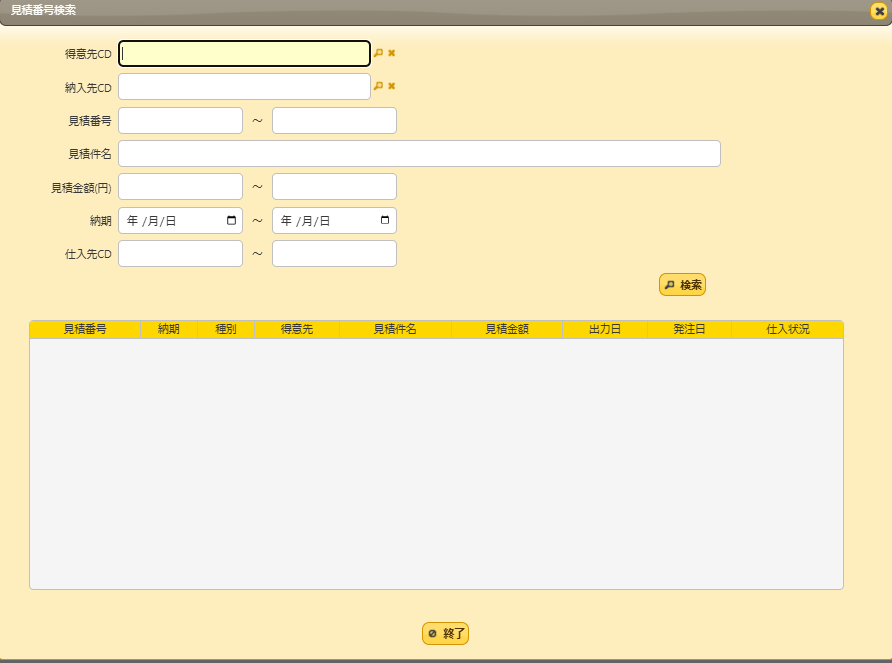 見積番号検索
得意先CD
納入先CD
見積番号 ～
見積件名
見積金額(円) ～
納期 年 /月/日 ～ 年 /月/日
仕入先CD ～
検索
見積番号 納期 種別 得意先 見積件名 見積金額 出力日 発注日 仕入状況
終了